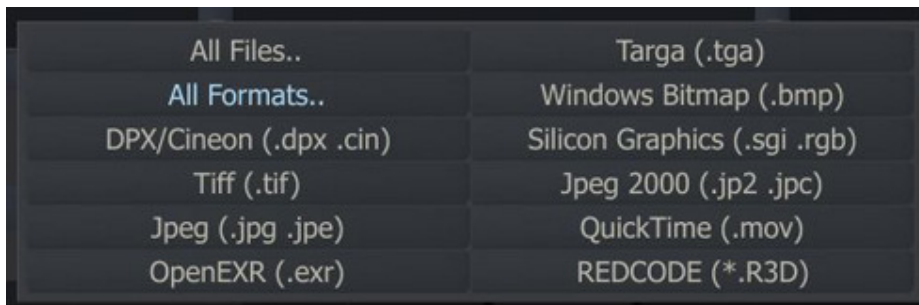 All Files..
All Formats..
DPX/Cineon (.dpx .cin)
Tiff (.tif)
Jpeg (.jpg .jpe)
OpenEXR (.exr)
Targa (.tga)
Windows Bitmap (.bmp)
Silicon Graphics (.sgi .rgb)
Jpeg 2000 (.jp2 .jpc)
QuickTime (.mov)
REDCODE (*.R3D)